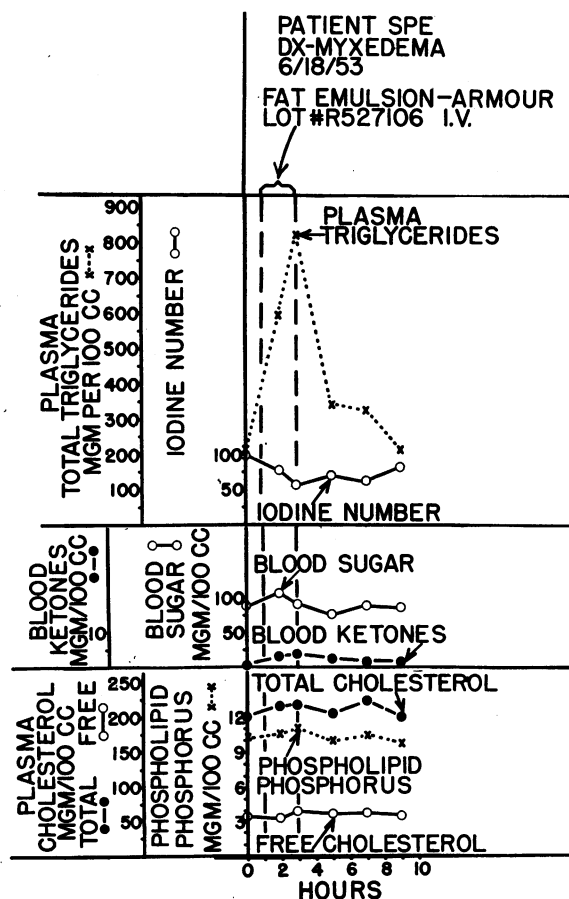 PATIENT SPE
DX-MYXEDEMA
6/18/53
FAT EMULSION-ARMOUR
LOT #R527106 I.V.
PLASMA
TOTAL TRIGLYCERIDES
MGM PER 100 CC x---x
900
800
700
600
500
400
300
200
100
IODINE NUMBER
100
50
PLASMA
TRIGLYCERIDES
IODINE NUMBER
BLOOD
KETONES
MGM/100 CC
10
BLOOD
SUGAR
MGM/100 CC
100
50
BLOOD SUGAR
BLOOD KETONES
PLASMA
CHOLESTEROL
MGM/100 CC
TOTAL FREE
250
200
150
100
50
PHOSPHOLIPID
PHOSPHORUS
MGM/100 CC x--x
12
9
6
3
TOTAL CHOLESTEROL
PHOSPHOLIPID
PHOSPHORUS
FREE CHOLESTEROL
0 2 4 6 8 10
HOURS